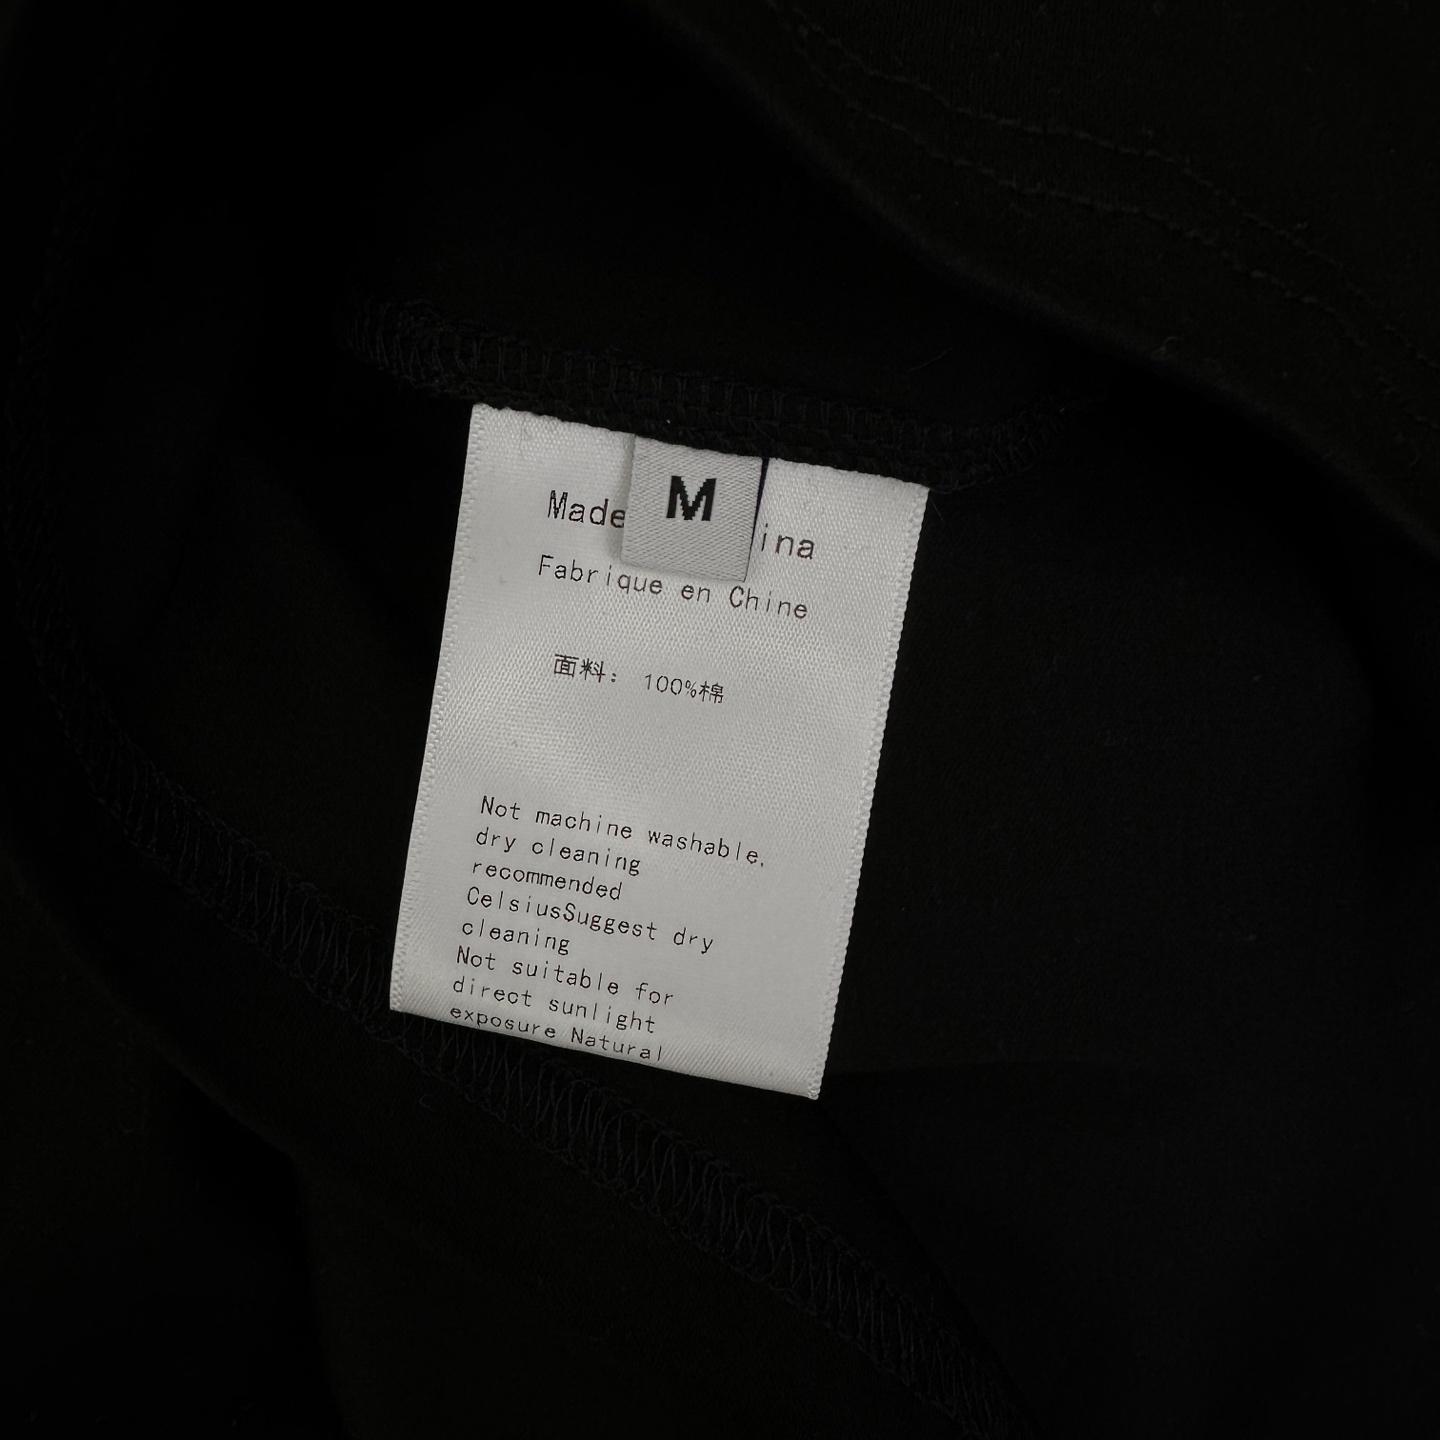 M
Made ina
Fabrique en Chine
面料： 100%棉
Not machine washable,
dry cleaning
recommended
CelsiusSuggest dry
cleaning
Not suitable for
direct sunlight
exposure Natural